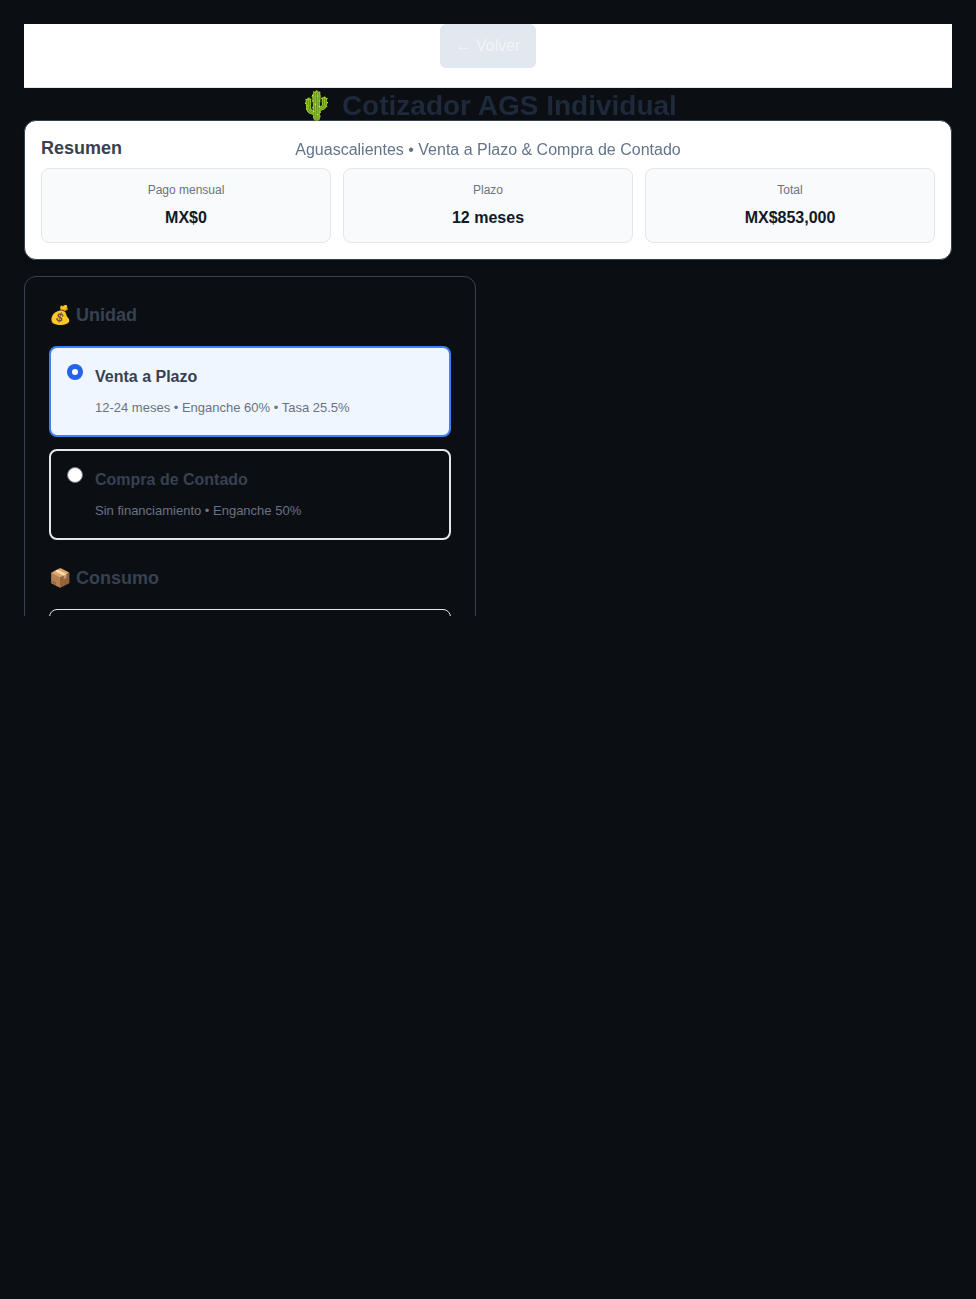 ← Volver
🌵 Cotizador AGS Individual
Resumen
Aguascalientes • Venta a Plazo & Compra de Contado
Pago mensual
MX$0
Plazo
12 meses
Total
MX$853,000
💰 Unidad
Venta a Plazo
12-24 meses • Enganche 60% • Tasa 25.5%
Compra de Contado
Sin financiamiento • Enganche 50%
📦 Consumo